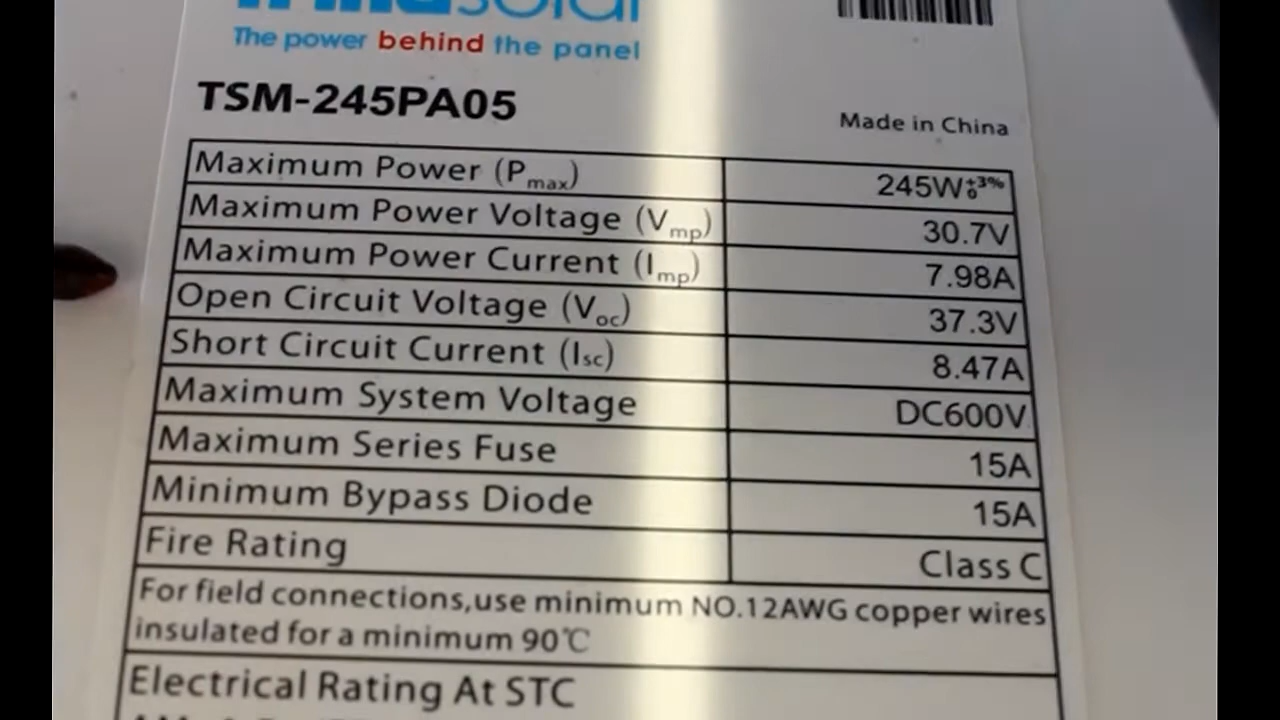 Trinasolar
The power behind the panel
TSM-245PA05
Made in China
Maximum Power (Pmax) 245W+3% 0
Maximum Power Voltage (Vmp) 30.7V
Maximum Power Current (Imp) 7.98A
Open Circuit Voltage (Voc) 37.3V
Short Circuit Current (Isc) 8.47A
Maximum System Voltage DC600V
Maximum Series Fuse 15A
Minimum Bypass Diode 15A
Fire Rating Class C
For field connections,use minimum NO.12AWG copper wires
insulated for a minimum 90℃
Electrical Rating At STC